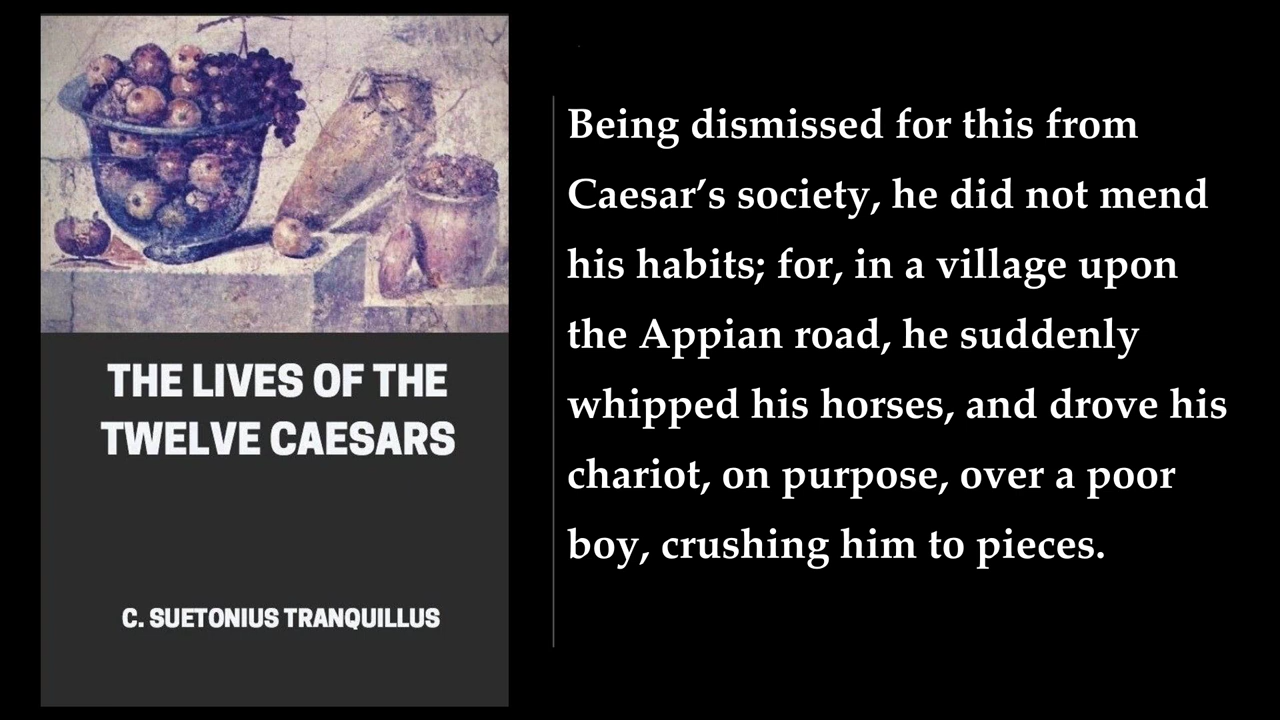 THE LIVES OF THE
TWELVE CAESARS
C. SUETONIUS TRANQUILLUS
Being dismissed for this from
Caesar’s society, he did not mend
his habits; for, in a village upon
the Appian road, he suddenly
whipped his horses, and drove his
chariot, on purpose, over a poor
boy, crushing him to pieces.